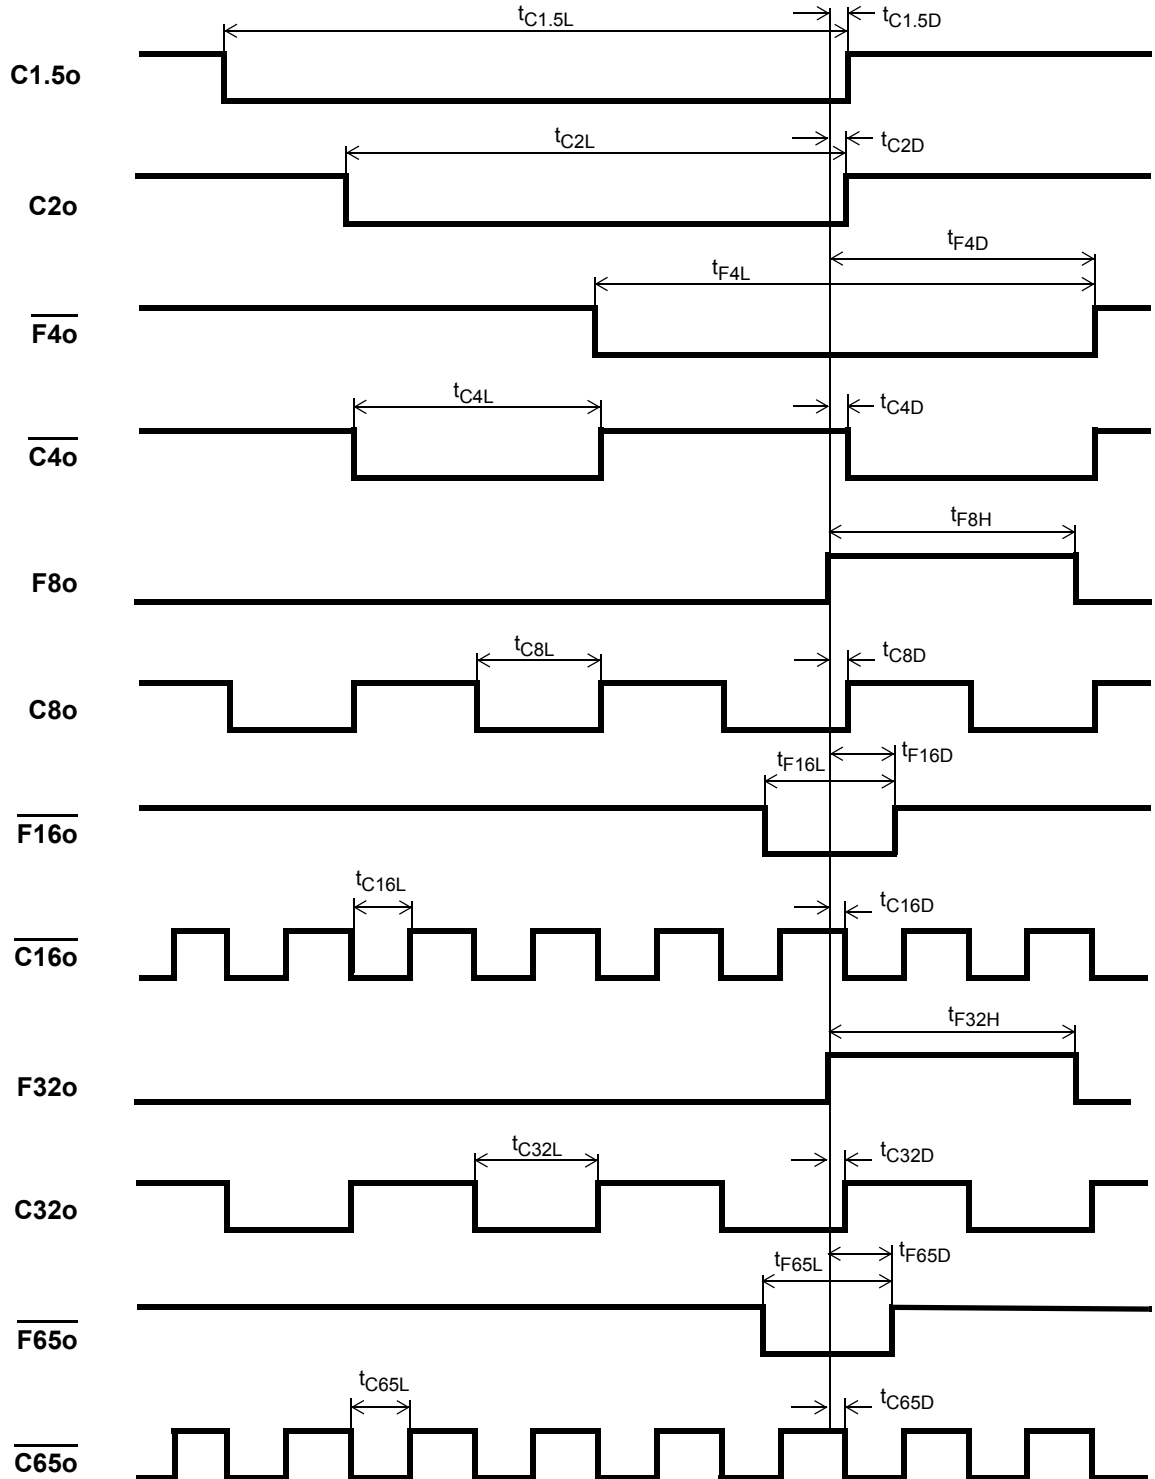 tC1.5L
tC1.5D
C1.5o
tC2L
tC2D
C2o
tF4D
tF4L
F4o
tC4L
tC4D
C4o
tF8H
F8o
tC8L
tC8D
C8o
tF16D
tF16L
F16o
tC16L
tC16D
C16o
tF32H
F32o
tC32L
tC32D
C32o
tF65D
tF65L
F65o
tC65L
tC65D
C65o